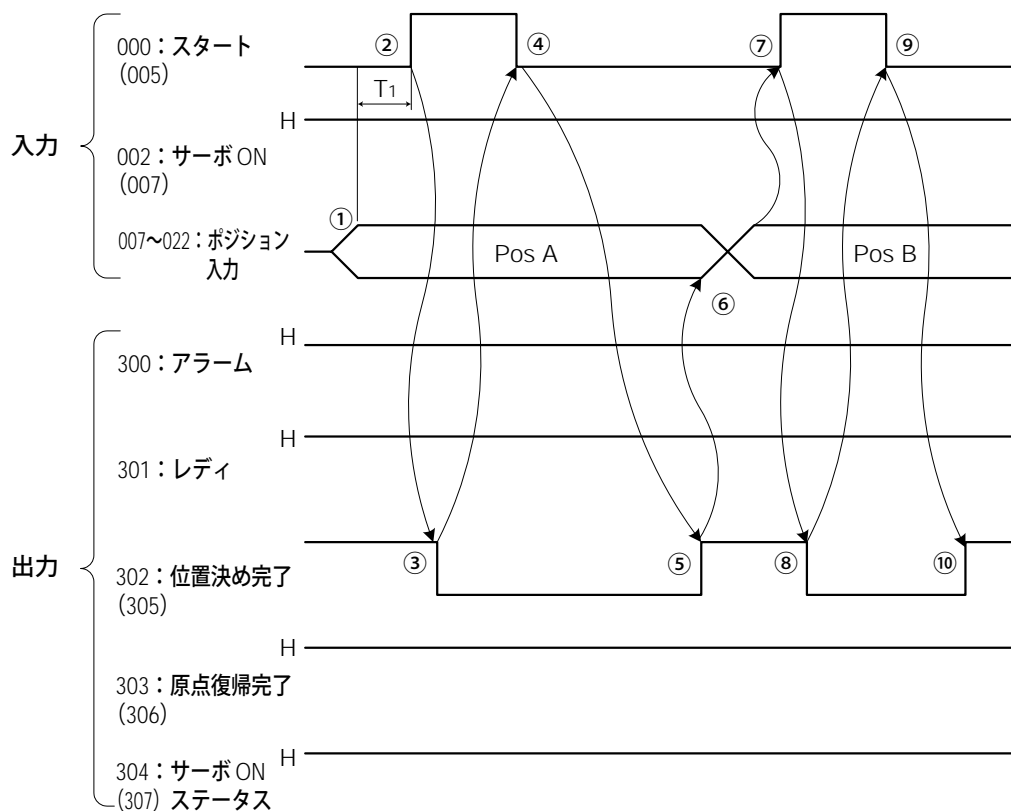 入力
000：スタート
(005)
② ④ ⑦ ⑨
T1
H
002：サーボ ON
(007)
007～022：ポジション
入力
①
Pos A
⑥
Pos B
出力
300：アラーム
H
301：レディ
H
302：位置決め完了
(305)
③ ⑤ ⑧ ⑩
303：原点復帰完了
(306)
H
304：サーボ ON
(307) ステータス
H